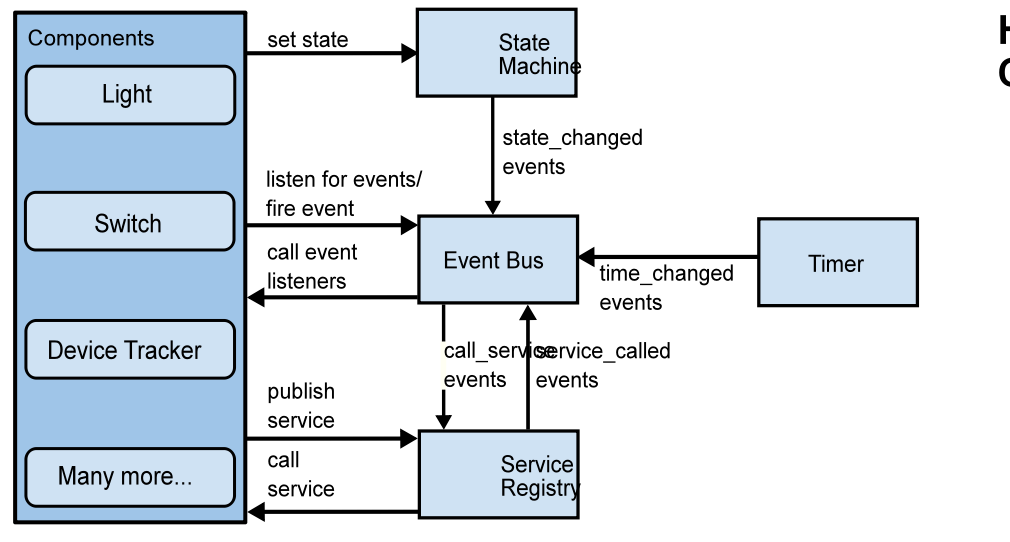 Components
Light
Switch
Device Tracker
Many more...
set state
State
Machine
state_changed
events
listen for events/
fire event
call event
listeners
Event Bus
time_changed
events
Timer
call_service
events
service_called
events
publish
service
call
service
Service
Registry